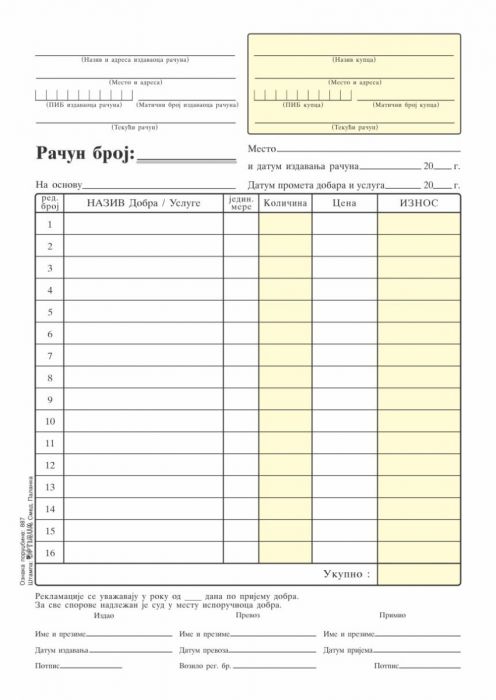 (Назив и адреса издаваоца рачуна) (Назив купца)
(Место и адреса) (Место и адреса)
(ПИБ издаваоца рачуна) (Матични број издаваоца рачуна) (ПИБ купца) (Матични број купца)
(Текући рачун) (Текући рачун)
Рачун број: Место
и датум издавања рачуна 20 г.
На основу Датум промета добара и услуга 20 г.
ред. број НАЗИВ Добра / Услуге једин. мере Количина Цена ИЗНОС
1
2
3
4
5
6
7
8
9
10
11
12
13
14
15
16
Укупно :
Рекламације се уважавају у року од ___ дана по пријему добра.
За све спорове надлежан је суд у месту испоручиоца добра.
Издао Превоз Примио
Име и презиме Име и презиме Име и презиме
Датум издавања Датум превоза Датум пријема
Потпис Возило рег. бр. Потпис
Ознака поруџбине: 887
Штампа: Смед. Паланка